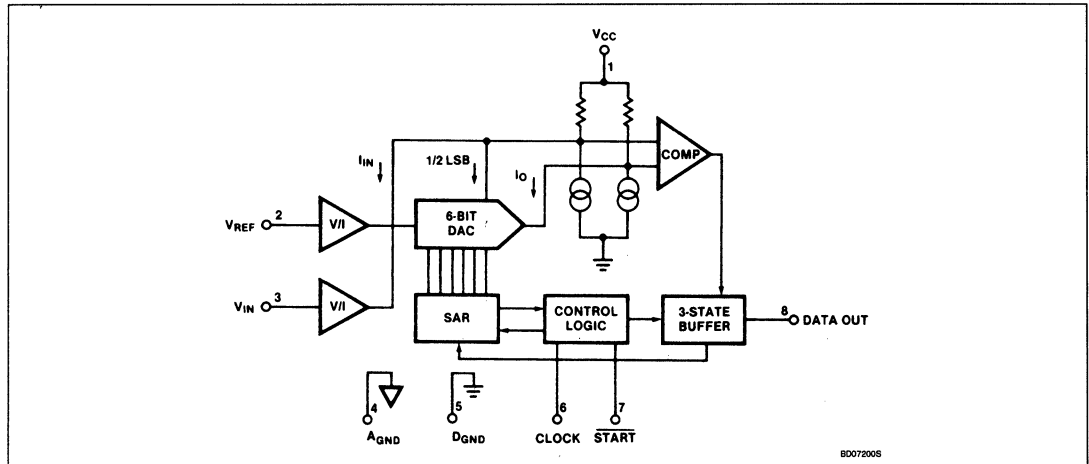 VCC
1
IIN
1/2 LSB
IO
COMP
VREF
2
V/I
6-BIT
DAC
VIN
3
V/I
SAR
CONTROL
LOGIC
3-STATE
BUFFER
8
DATA OUT
4
AGND
5
DGND
6
CLOCK
7
START
BD07200S